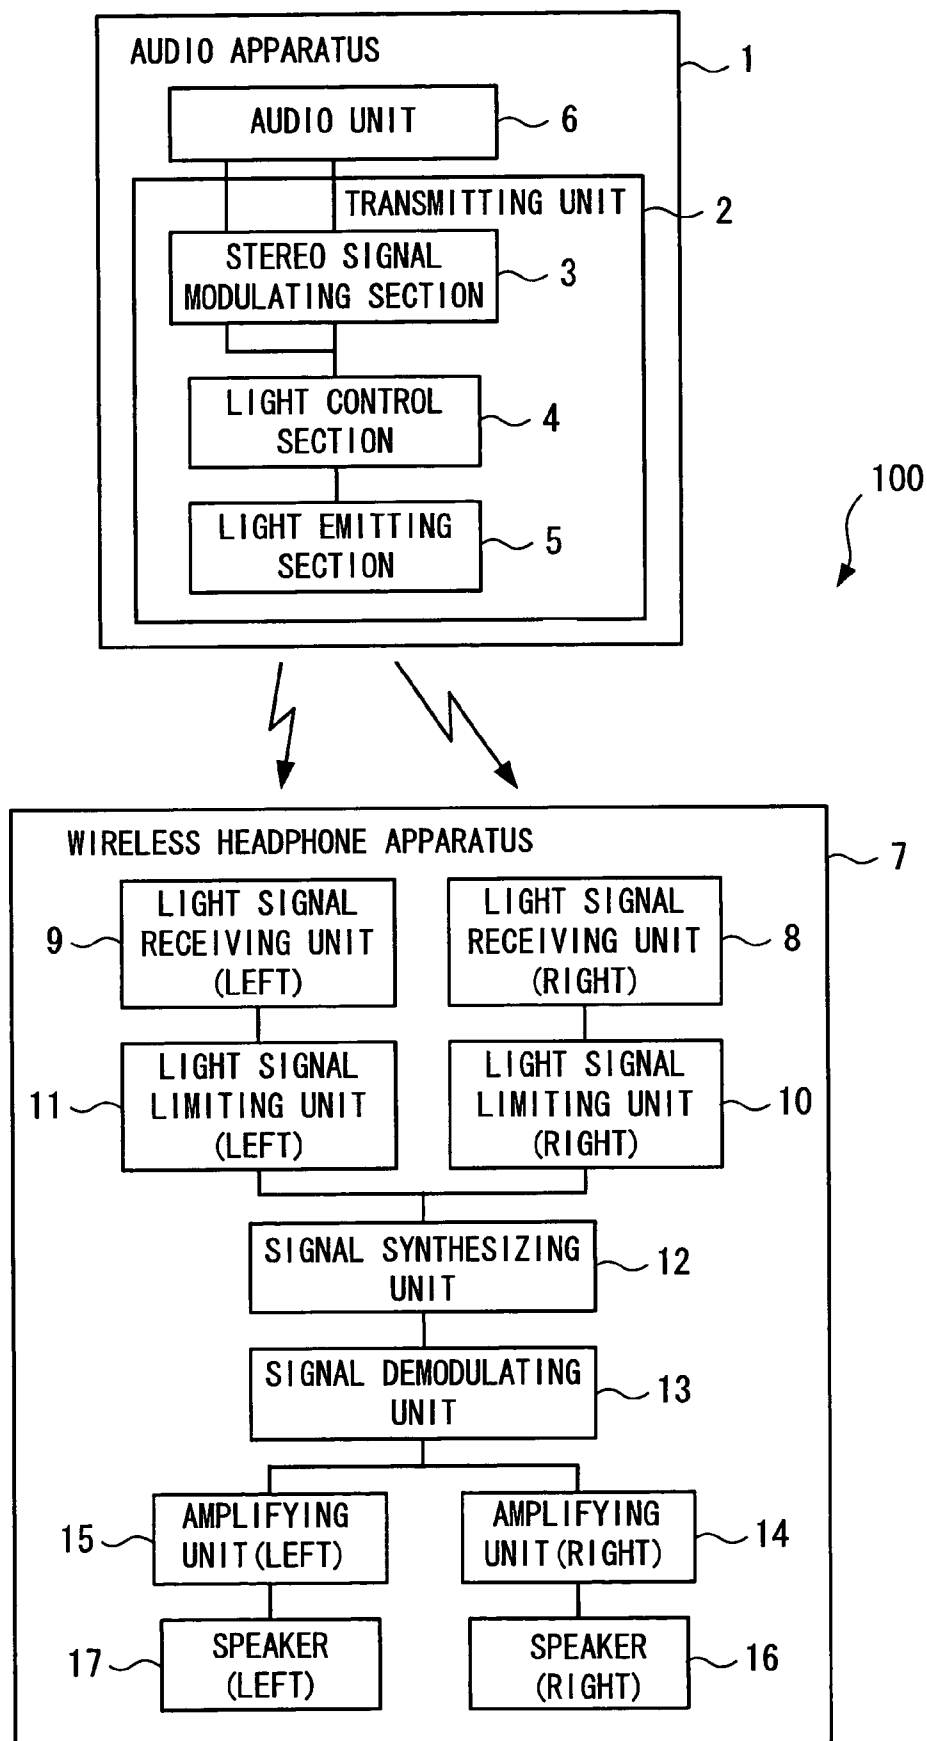 AUDIO APPARATUS
1
AUDIO UNIT
6
TRANSMITTING UNIT
2
STEREO SIGNAL
MODULATING SECTION
3
LIGHT CONTROL
SECTION
4
LIGHT EMITTING
SECTION
5
100
WIRELESS HEADPHONE APPARATUS
7
9
LIGHT SIGNAL
RECEIVING UNIT
(LEFT)
LIGHT SIGNAL
RECEIVING UNIT
(RIGHT)
8
11
LIGHT SIGNAL
LIMITING UNIT
(LEFT)
LIGHT SIGNAL
LIMITING UNIT
(RIGHT)
10
SIGNAL SYNTHESIZING
UNIT
12
SIGNAL DEMODULATING
UNIT
13
15
AMPLIFYING
UNIT(LEFT)
AMPLIFYING
UNIT(RIGHT)
14
17
SPEAKER
(LEFT)
SPEAKER
(RIGHT)
16